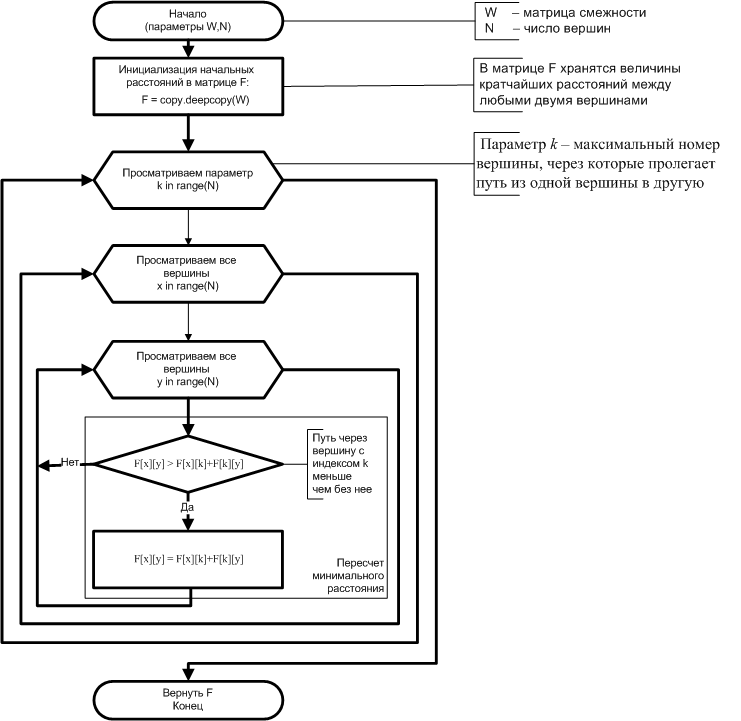 Начало
(параметры W,N)
W – матрица смежности
N – число вершин
Инициализация начальных
расстояний в матрице F:
F = copy.deepcopy(W)
В матрице F хранятся величины
кратчайших расстояний между
любыми двумя вершинами
Параметр k – максимальный номер
вершины, через которые пролегает
путь из одной вершины в другую
Просматриваем параметр
k in range(N)
Просматриваем все
вершины
x in range(N)
Просматриваем все
вершины
y in range(N)
Нет
F[x][y] > F[x][k]+F[k][y]
Путь через
вершину с
индексом k
меньше
чем без нее
Да
F[x][y] = F[x][k]+F[k][y]
Пересчет
минимального
расстояния
Вернуть F
Конец